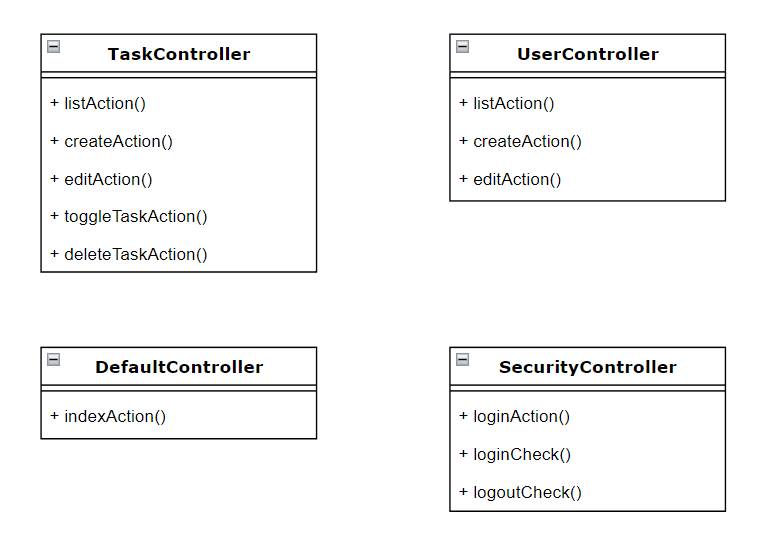 TaskController
+ listAction()
+ createAction()
+ editAction()
+ toggleTaskAction()
+ deleteTaskAction()
UserController
+ listAction()
+ createAction()
+ editAction()
DefaultController
+ indexAction()
SecurityController
+ loginAction()
+ loginCheck()
+ logoutCheck()